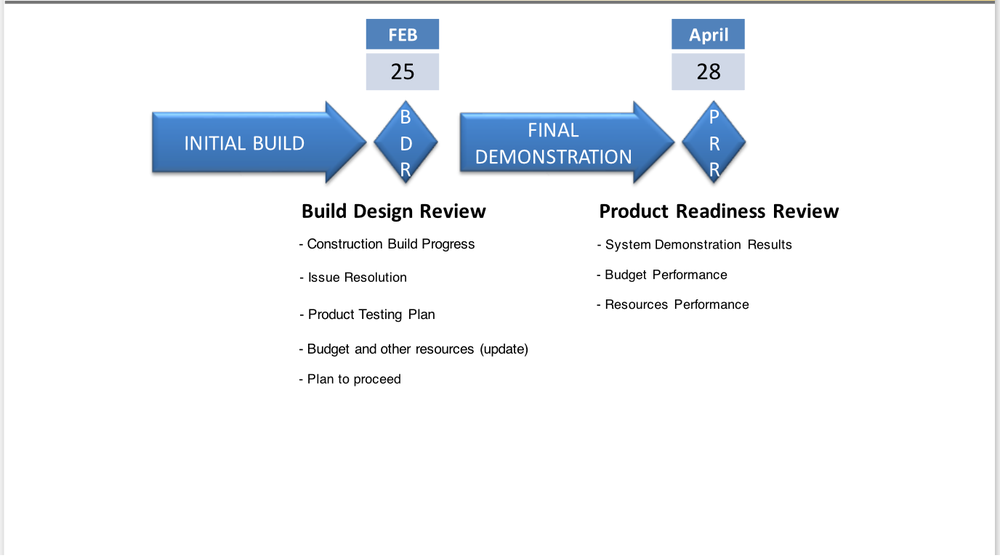 FEB
25
April
28
INITIAL BUILD
B
D
R
FINAL
DEMONSTRATION
P
R
R
Build Design Review
- Construction Build Progress
- Issue Resolution
- Product Testing Plan
- Budget and other resources (update)
- Plan to proceed
Product Readiness Review
- System Demonstration Results
- Budget Performance
- Resources Performance